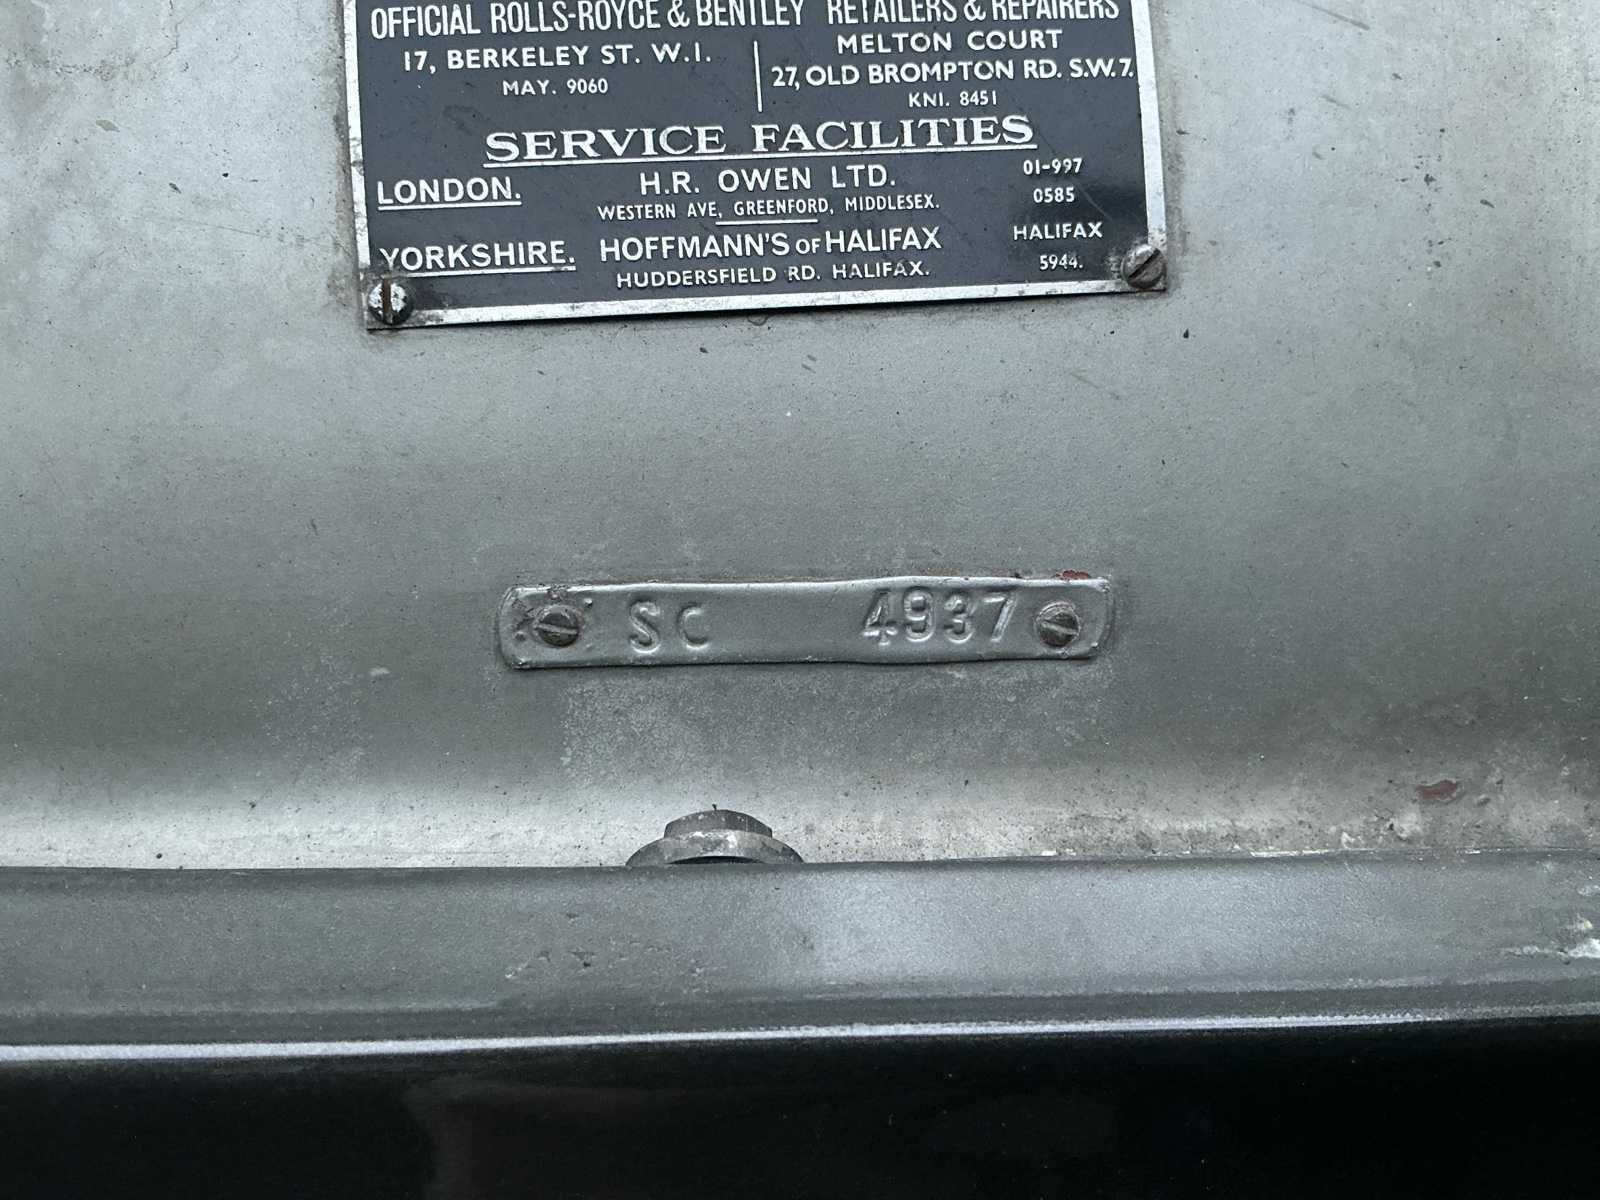 OFFICIAL ROLLS-ROYCE & BENTLEY RETAILERS & REPAIRERS
17, BERKELEY ST. W.1.
MAY. 9060
MELTON COURT
27, OLD BROMPTON RD. S.W.7.
KNI. 8451
SERVICE FACILITIES
LONDON. H.R. OWEN LTD. 01-997
WESTERN AVE, GREENFORD, MIDDLESEX. 0585
YORKSHIRE. HOFFMANN'S OF HALIFAX HALIFAX
HUDDERSFIELD RD. HALIFAX. 5944.
SC 4937